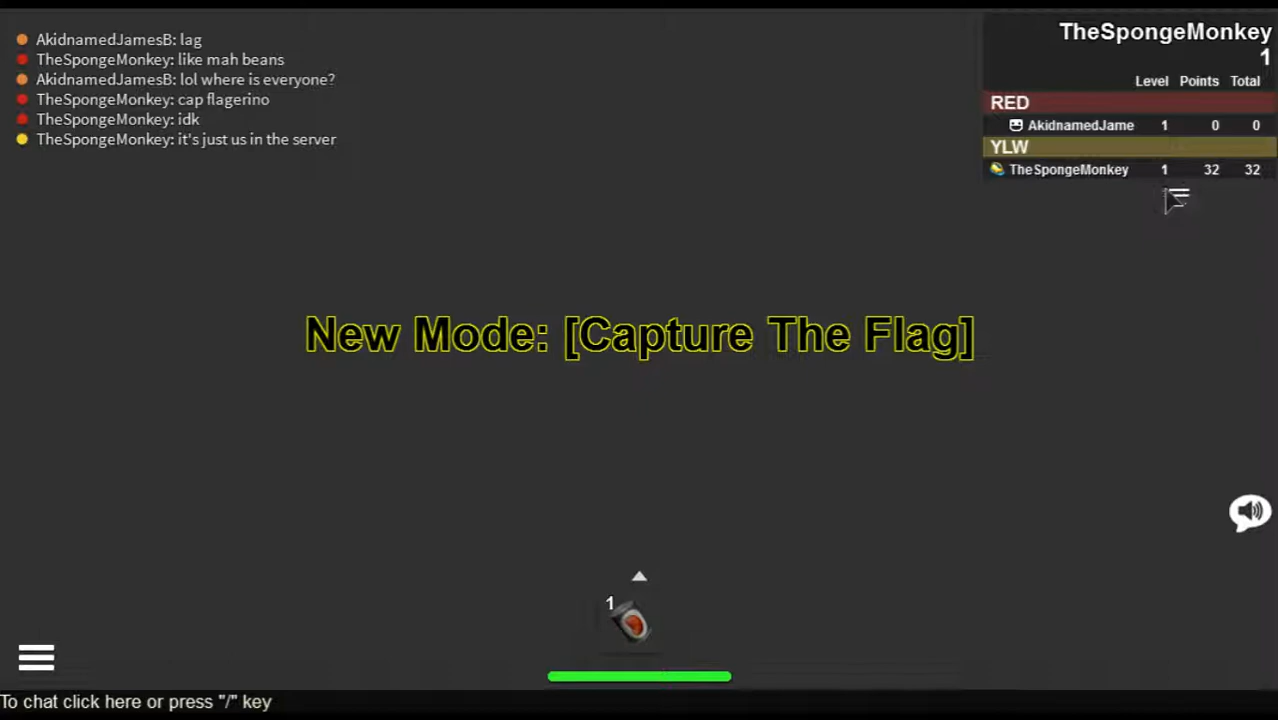 AkidnamedJamesB: lag
TheSpongeMonkey: like mah beans
AkidnamedJamesB: lol where is everyone?
TheSpongeMonkey: cap flagerino
TheSpongeMonkey: idk
TheSpongeMonkey: it's just us in the server
TheSpongeMonkey
1
Level Points Total
RED
AkidnamedJame 1 0 0
YLW
TheSpongeMonkey 1 32 32
New Mode: [Capture The Flag]
1
To chat click here or press "/" key